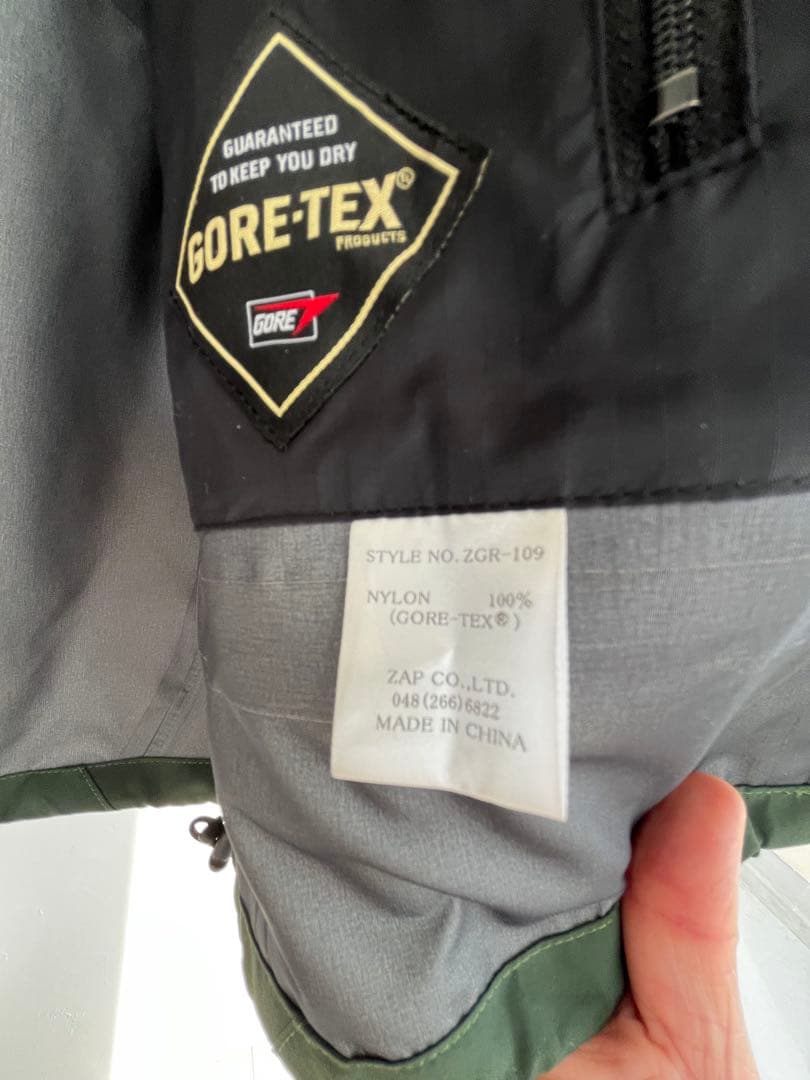 GUARANTEED
TO KEEP YOU DRY
GORE-TEX®
PRODUCTS
GORE
STYLE NO. ZGR-109
NYLON 100%
(GORE-TEX®)
ZAP CO.,LTD.
048(266)6822
MADE IN CHINA